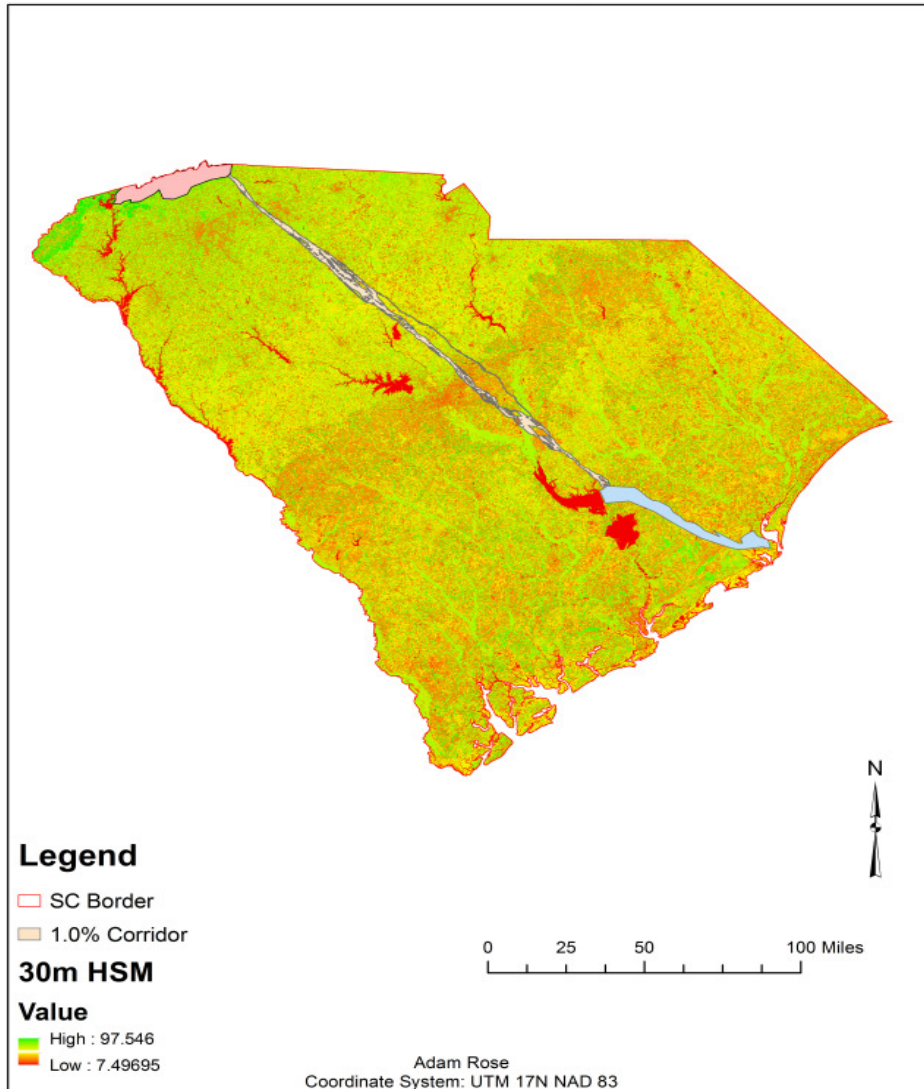 N
Legend
SC Border
1.0% Corridor
30m HSM
Value
High : 97.546
Low : 7.49695
0 25 50 100 Miles
Adam Rose
Coordinate System: UTM 17N NAD 83